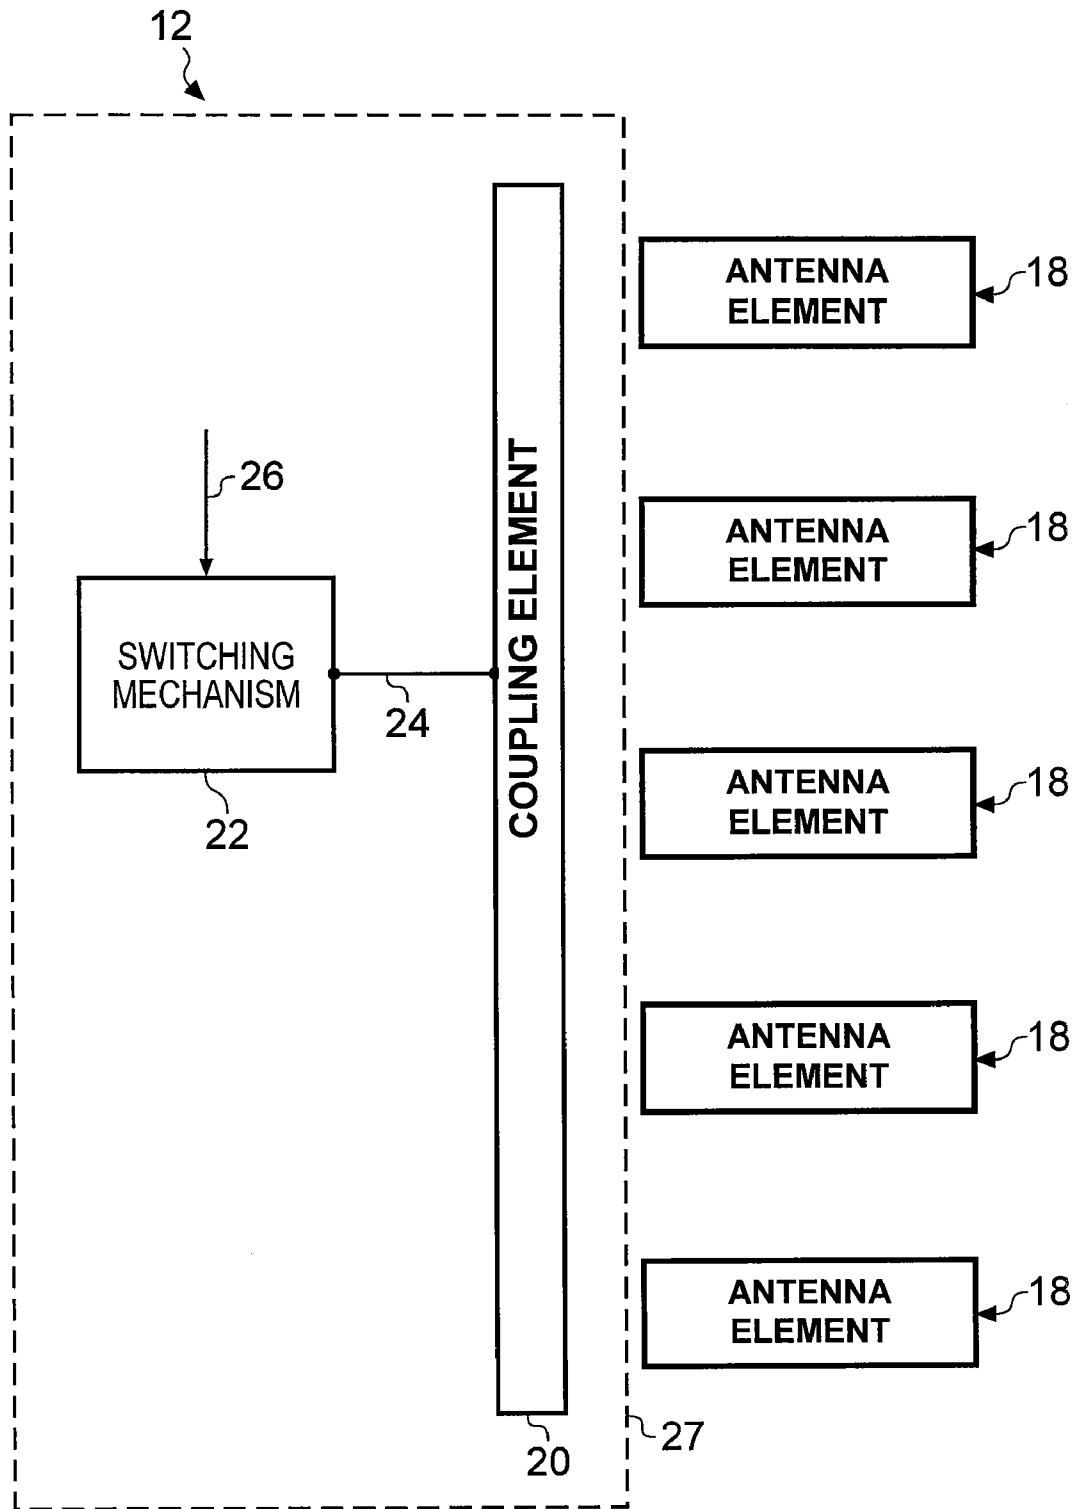 12
ANTENNA
ELEMENT
18
26
ANTENNA
ELEMENT
18
SWITCHING
MECHANISM
22
24
COUPLING ELEMENT
ANTENNA
ELEMENT
18
ANTENNA
ELEMENT
18
ANTENNA
ELEMENT
18
20
27